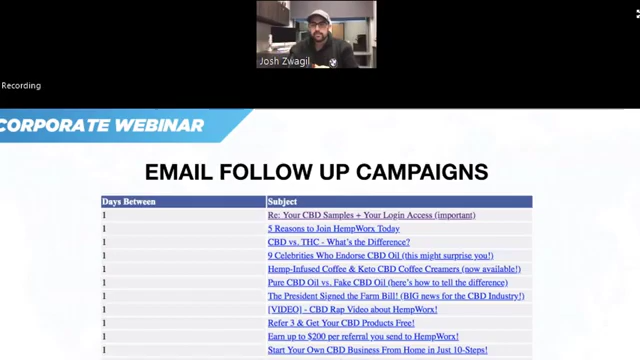 Josh Zwagil
Recording
CORPORATE WEBINAR
EMAIL FOLLOW UP CAMPAIGNS
Days Between Subject
1 Re: Your CBD Samples + Your Login Access (important)
1 5 Reasons to Join HempWorx Today
1 CBD vs. THC - What's the Difference?
1 9 Celebrities Who Endorse CBD Oil (this might surprise you!)
1 Hemp-Infused Coffee & Keto CBD Coffee Creamers (now available!)
1 Pure CBD Oil vs. Fake CBD Oil (here's how to tell the difference)
1 The President Signed the Farm Bill! (BIG news for the CBD Industry!)
1 [VIDEO] - CBD Rap Video about HempWorx!
1 Refer 3 & Get Your CBD Products Free!
1 Earn up to $200 per referral you send to HempWorx!
1 Start Your Own CBD Business From Home in Just 10-Steps!